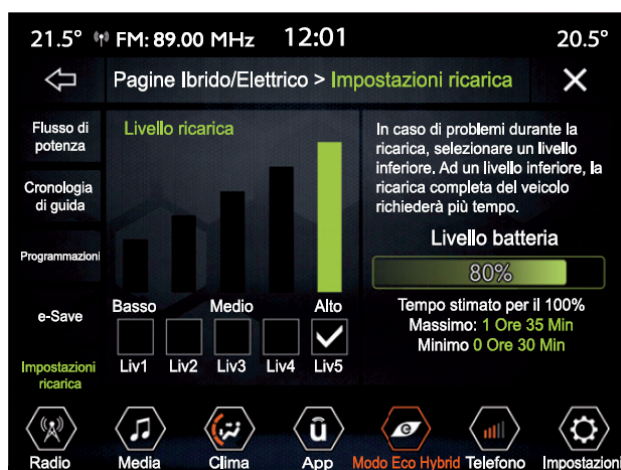 21.5° FM: 89.00 MHz 12:01 20.5°
Pagine Ibrido/Elettrico > Impostazioni ricarica
Flusso di
potenza
Cronologia
di guida
Programmazioni
e-Save
Impostazioni
ricarica
Livello ricarica
Basso Medio Alto
Liv1 Liv2 Liv3 Liv4 Liv5
In caso di problemi durante la
ricarica, selezionare un livello
inferiore. Ad un livello inferiore, la
ricarica completa del veicolo
richiederà più tempo.
Livello batteria
80%
Tempo stimato per il 100%
Massimo: 1 Ore 35 Min
Minimo 0 Ore 30 Min
Radio Media Clima App Modo Eco Hybrid Telefono Impostazioni